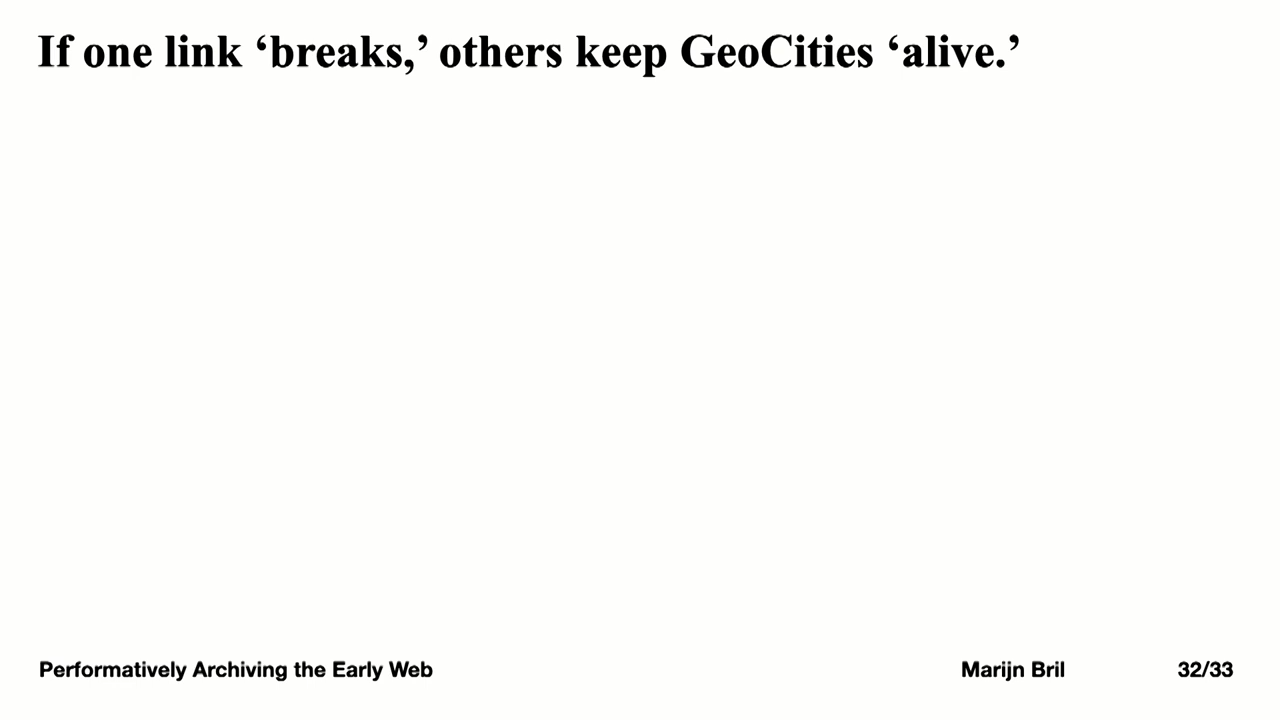 If one link ‘breaks,’ others keep GeoCities ‘alive.’
Performatively Archiving the Early Web
Marijn Bril
32/33